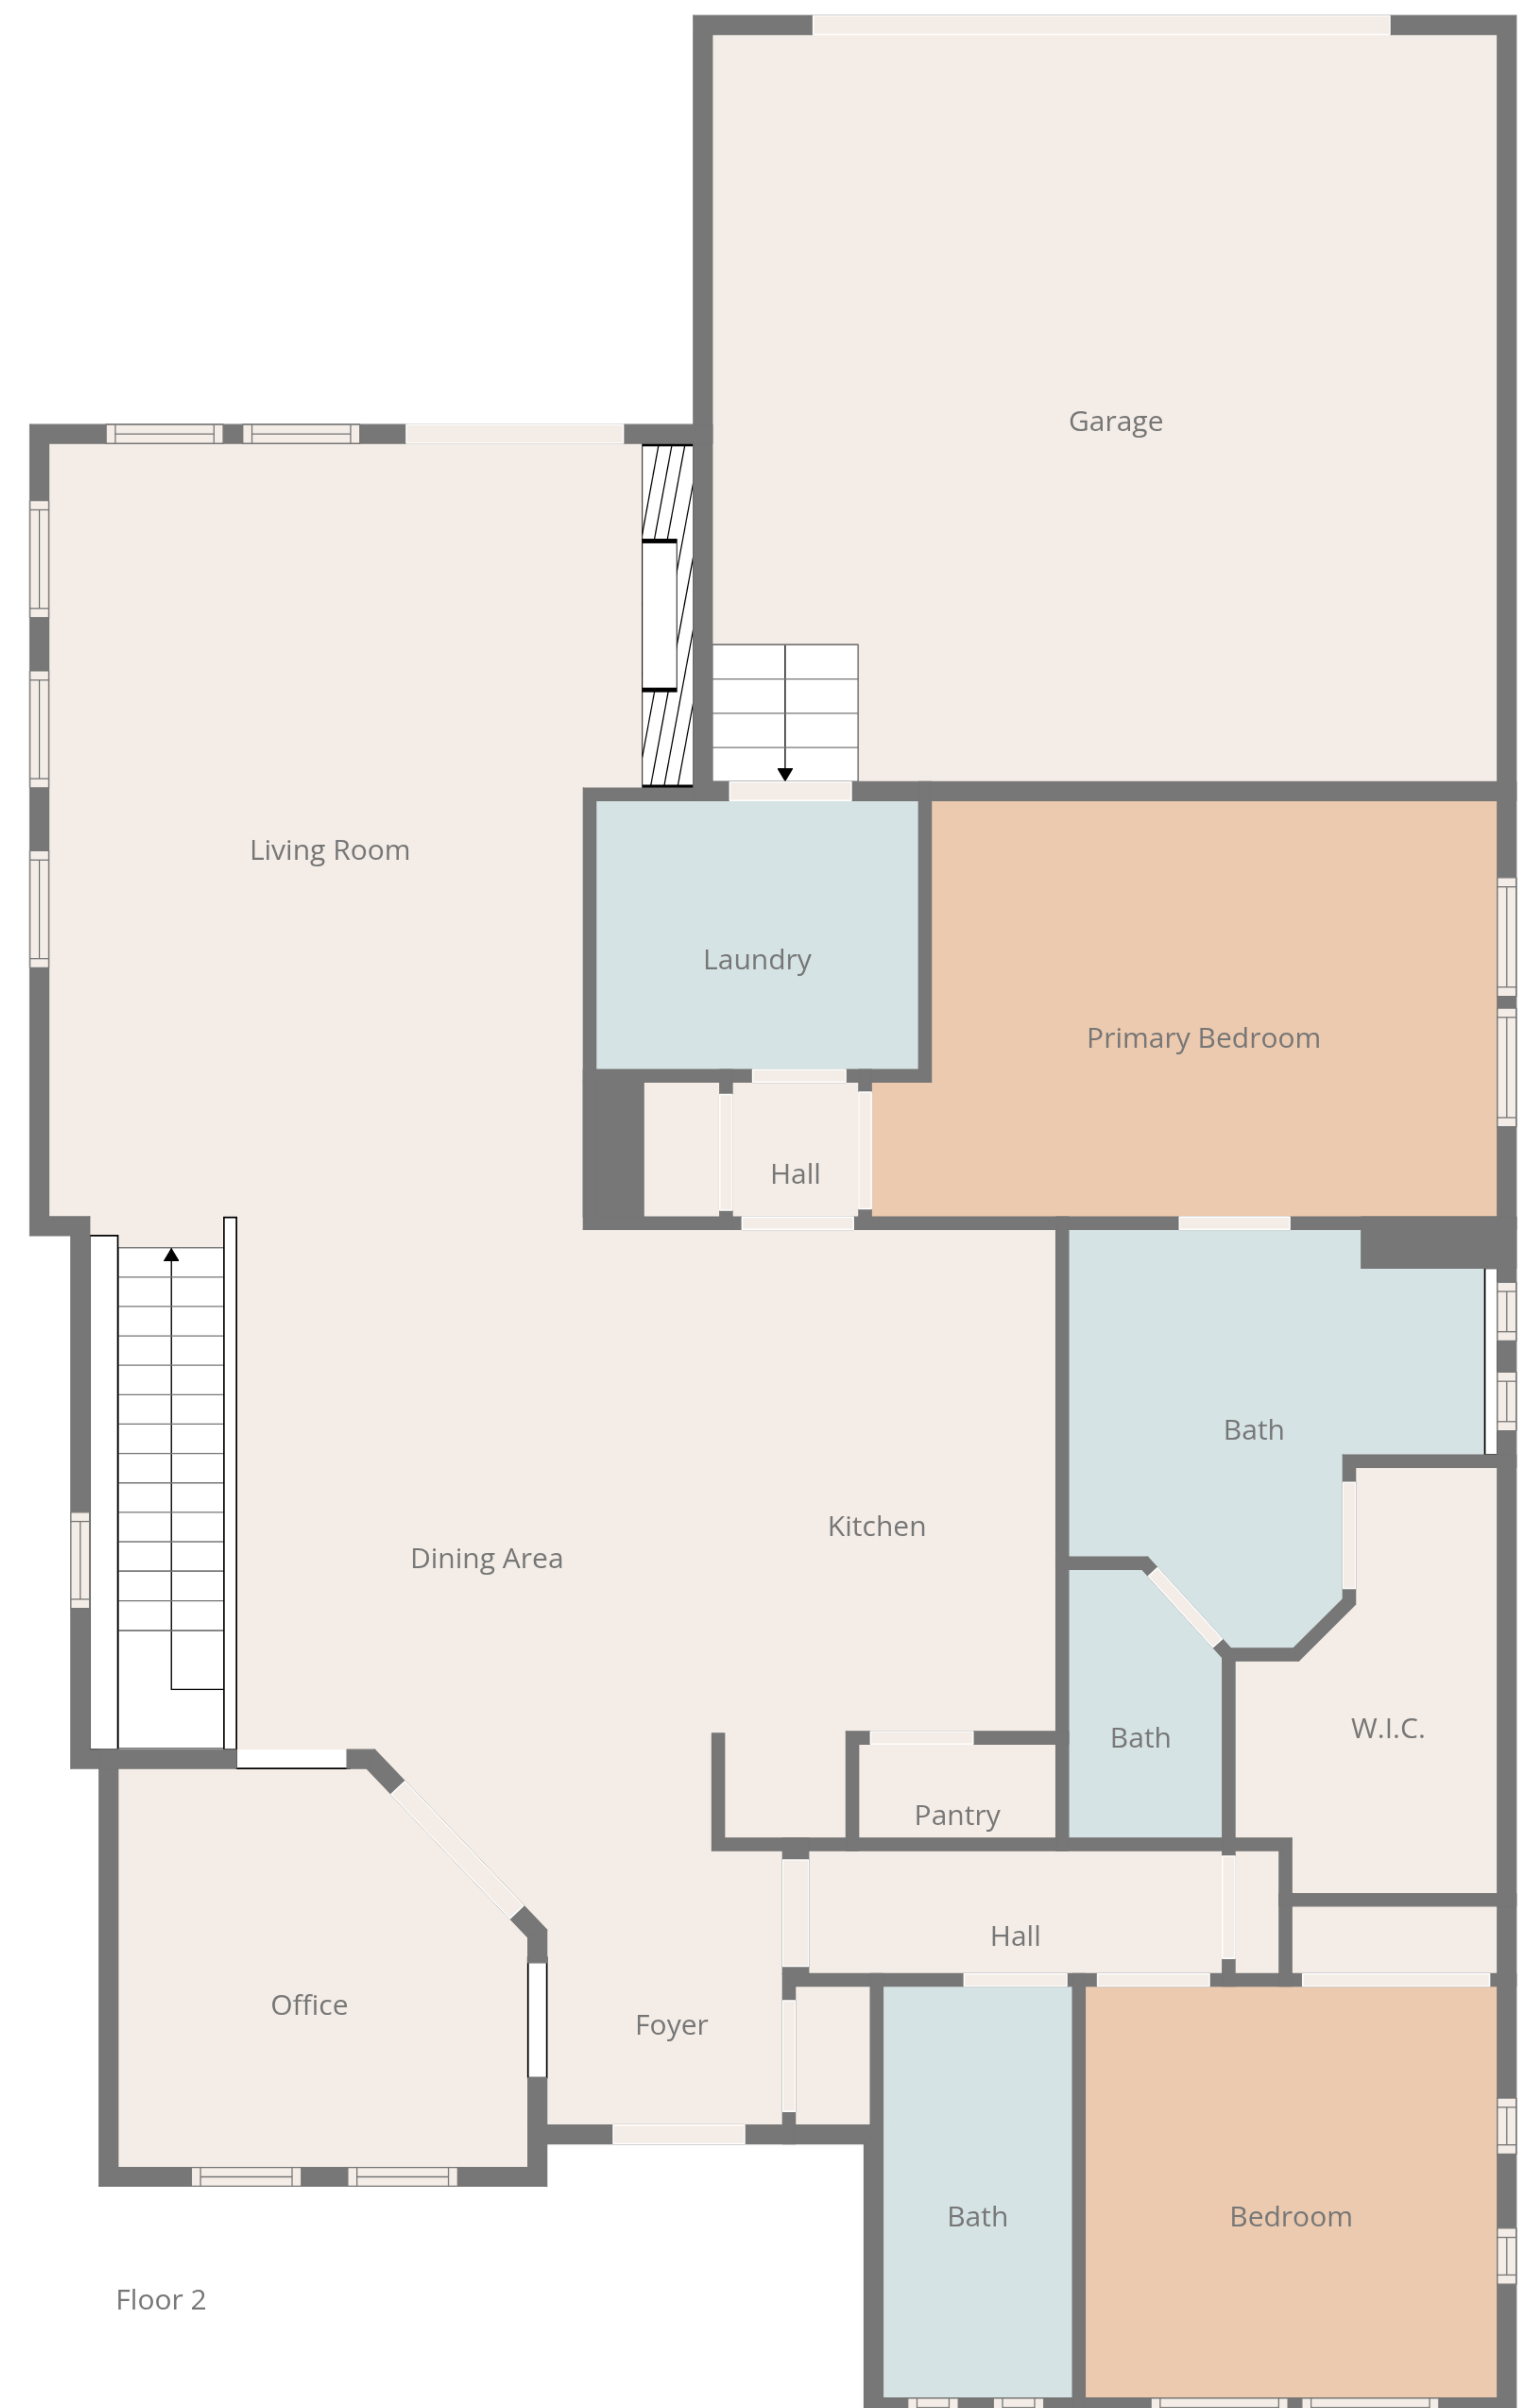 Garage
Living Room
Laundry
Primary Bedroom
Hall
Bath
Kitchen
Dining Area
W.I.C.
Bath
Pantry
Hall
Office
Foyer
Bath
Bedroom
Floor 2